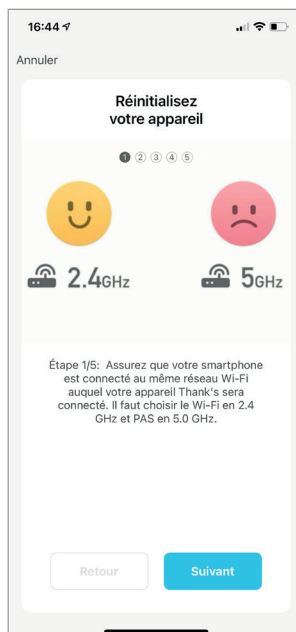 16:44
Annuler
Réinitialisez
votre appareil
1 2 3 4 5
2.4GHz 5GHz
Étape 1/5: Assurez que votre smartphone
est connecté au même réseau Wi-Fi
auquel votre appareil Thank's sera
connecté. Il faut choisir le Wi-Fi en 2.4
GHz et PAS en 5.0 GHz.
Retour Suivant